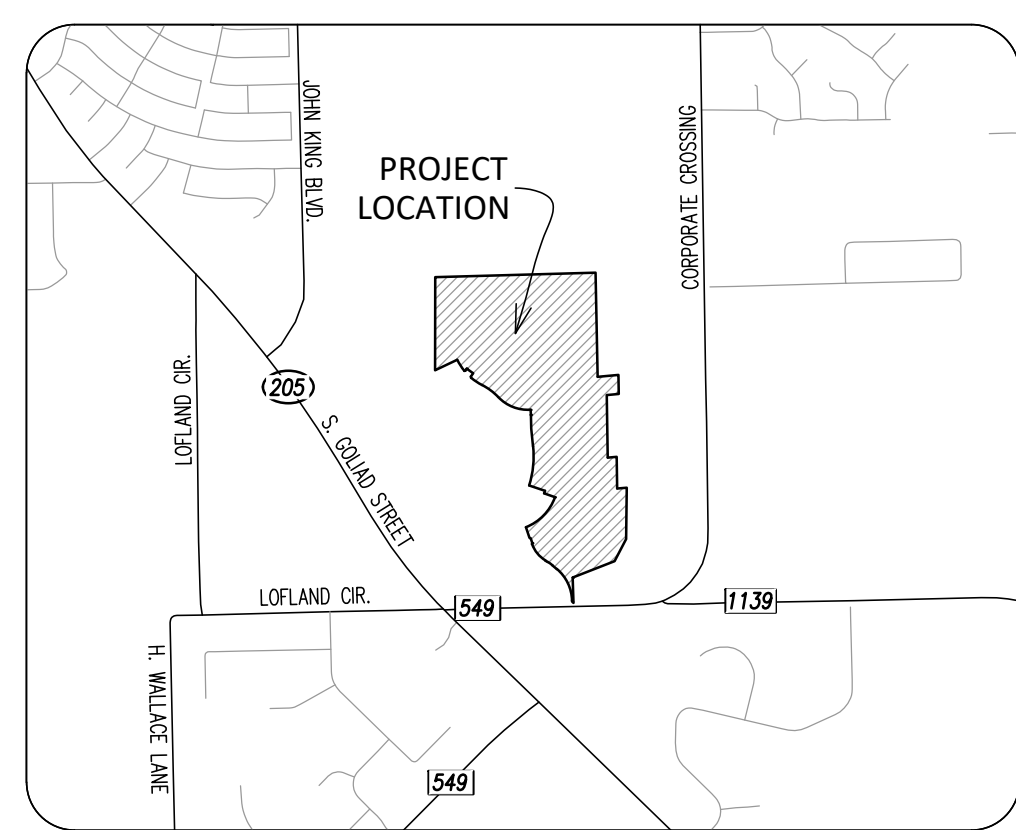 JOHN KING BLVD.
CORPORATE CROSSING
PROJECT
LOCATION
LOFLAND CIR.
205
S. GOLIAD STREET
LOFLAND CIR.
549
1139
H. WALLACE LANE
549